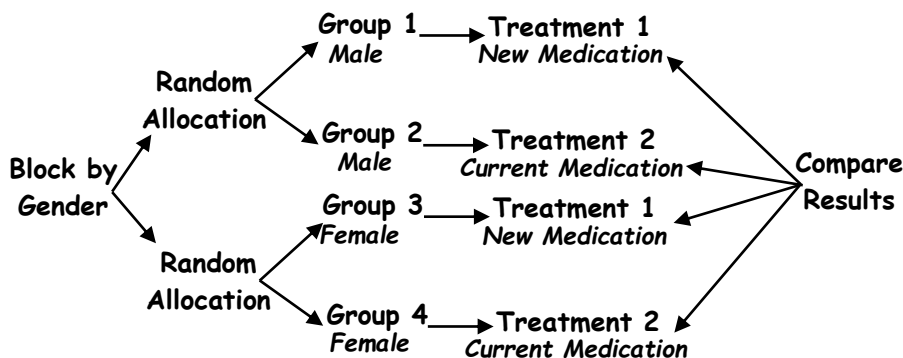 Block by
Gender
Random
Allocation
Group 1
Male
Treatment 1
New Medication
Group 2
Male
Treatment 2
Current Medication
Random
Allocation
Group 3
Female
Treatment 1
New Medication
Group 4
Female
Treatment 2
Current Medication
Compare
Results